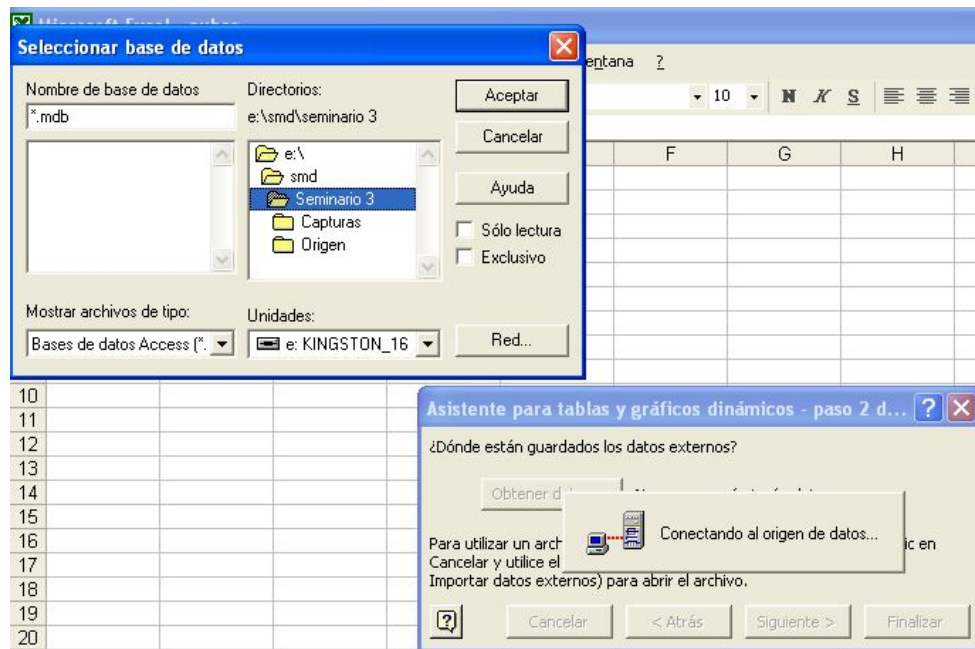 Microsoft Excel - cubos
Seleccionar base de datos
Nombre de base de datos
*.mdb
Directorios:
e:\smd\seminario 3
e:\
smd
Seminario 3
Capturas
Origen
Aceptar
Cancelar
Ayuda
Sólo lectura
Exclusivo
Mostrar archivos de tipo:
Bases de datos Access (*.
Unidades:
e: KINGSTON_16
Red...
entana ?
10 N K S
F G H
10
11
12
13
14
15
16
17
18
19
20
Asistente para tablas y gráficos dinámicos - paso 2 d...
¿Dónde están guardados los datos externos?
Obtener d
Conectando al origen de datos...
Para utilizar un arch
ic en
Cancelar y utilice el
Importar datos externos) para abrir el archivo.
Cancelar
< Atrás
Siguiente >
Finalizar